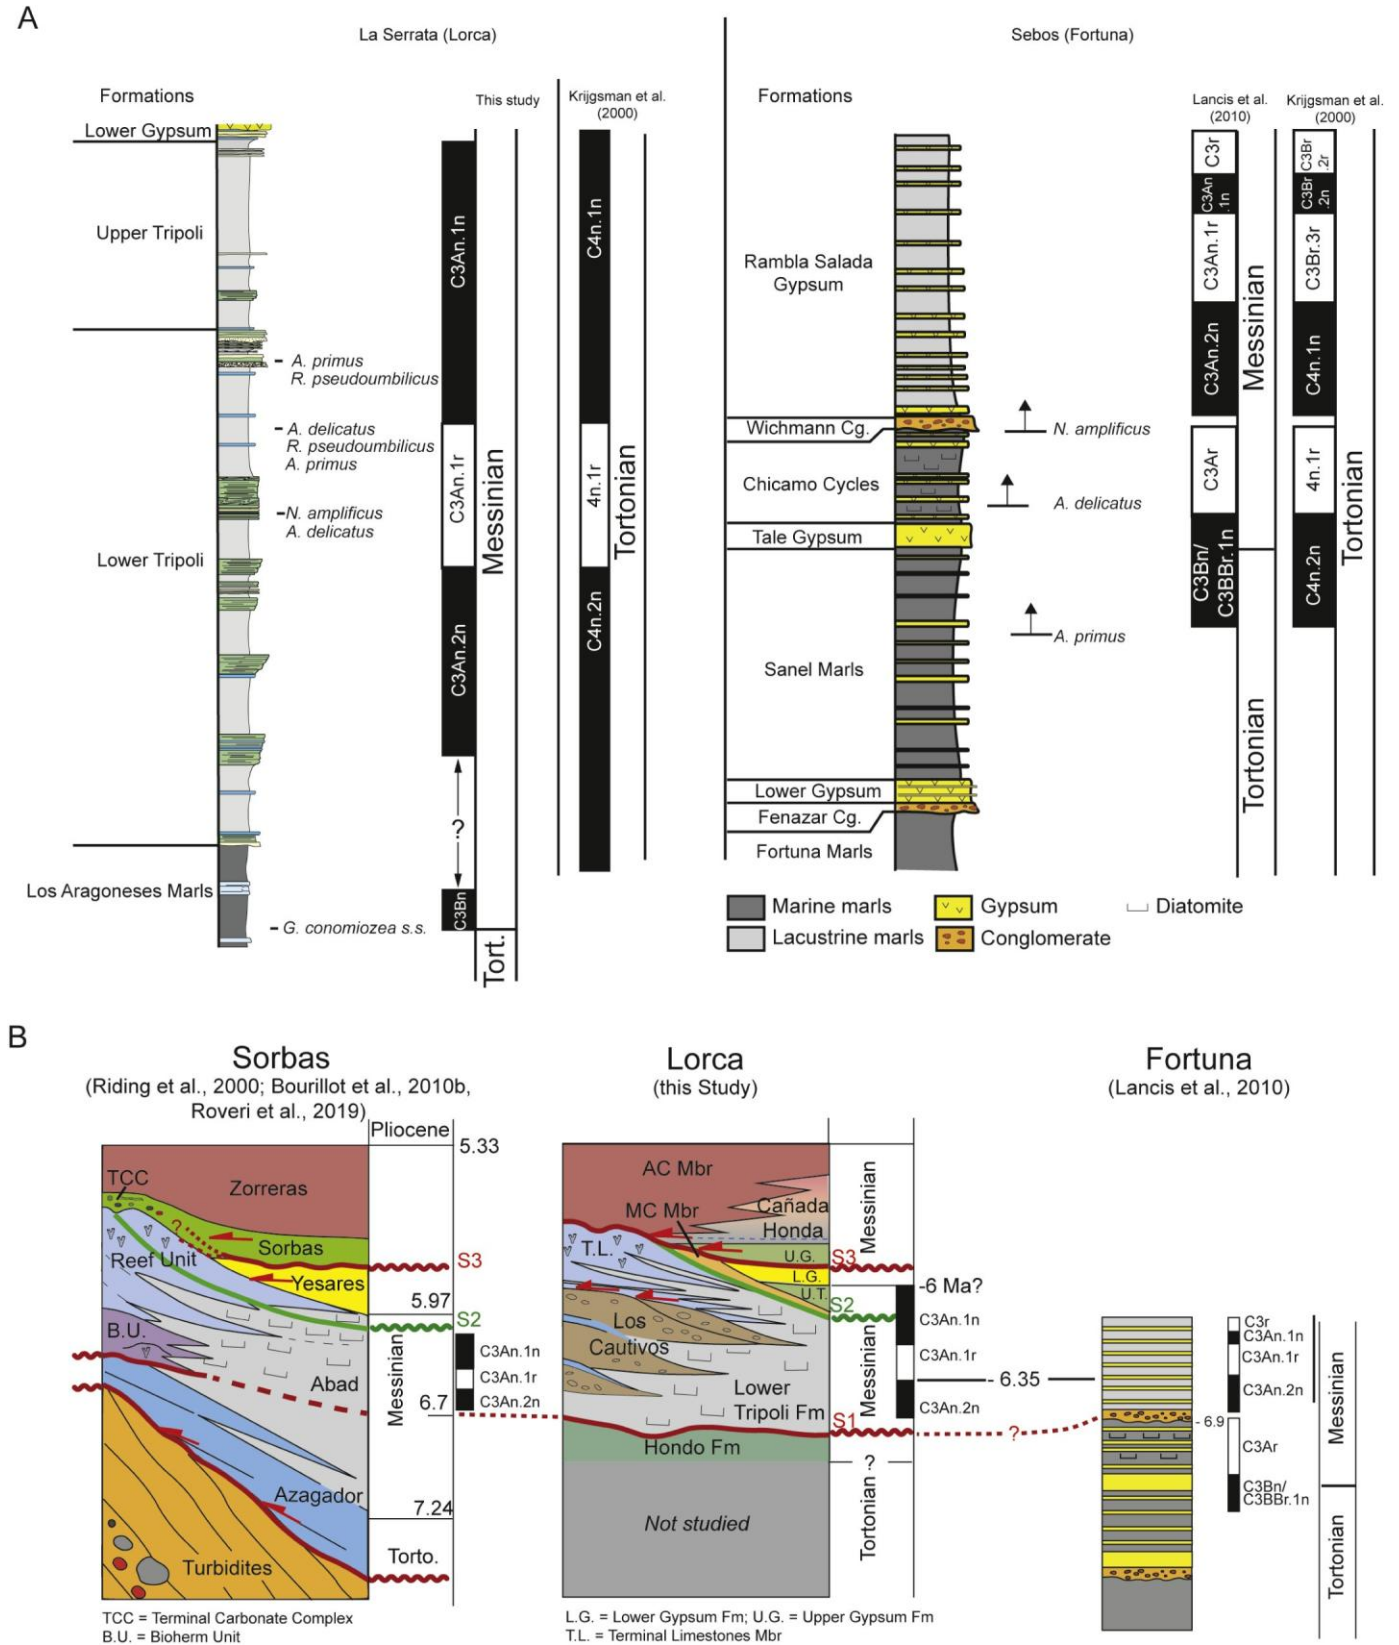 A
La Serrata (Lorca)
Formations
This study
Krijgsman et al.
(2000)
Lower Gypsum
Upper Tripoli
Lower Tripoli
Los Aragoneses Marls
A. primus
R. pseudoumbilicus
A. delicatus
R. pseudoumbilicus
A. primus
N. amplificus
A. delicatus
G. conomiozea s.s.
C3An.1n
C3An.1r
C3An.2n
?
C3Bn
Messinian
Tort.
C4n.1n
4n.1r
C4n.2n
Tortonian
Sebos (Fortuna)
Formations
Lancis et al.
(2010)
Krijgsman et al.
(2000)
Rambla Salada
Gypsum
Wichmann Cg.
Chicamo Cycles
Tale Gypsum
Sanel Marls
Lower Gypsum
Fenazar Cg.
Fortuna Marls
N. amplificus
A. delicatus
A. primus
C3r
C3An
.1n
C3An.1r
C3An.2n
C3Ar
C3Bn/
C3BBr.1n
Messinian
Tortonian
C3Br
.2r
C3Br
.2n
C3Br.3r
C4n.1n
4n.1r
C4n.2n
Tortonian
Marine marls
Gypsum
Diatomite
Lacustrine marls
Conglomerate
B
Sorbas
(Riding et al., 2000; Bourillot et al., 2010b,
Roveri et al., 2019)
Pliocene
5.33
TCC
Zorreras
?
Sorbas
Reef Unit
S3
Yesares
5.97
S2
B.U.
Abad
Messinian
C3An.1n
C3An.1r
C3An.2n
6.7
Azagador
7.24
Turbidites
Torto.
TCC = Terminal Carbonate Complex
B.U. = Bioherm Unit
Lorca
(this Study)
AC Mbr
MC Mbr
Cañada
Honda
T.L.
U.G.
S3
L.G.
U.T.
S2
Los
Cautivos
Lower
Tripoli Fm
S1
Hondo Fm
Not studied
Messinian
-6 Ma?
C3An.1n
C3An.1r
C3An.2n
Messinian
- 6.35
?
?
Tortonian
L.G. = Lower Gypsum Fm; U.G. = Upper Gypsum Fm
T.L. = Terminal Limestones Mbr
Fortuna
(Lancis et al., 2010)
C3r
C3An.1n
C3An.1r
C3An.2n
- 6.9
C3Ar
C3Bn/
C3BBr.1n
Messinian
Tortonian